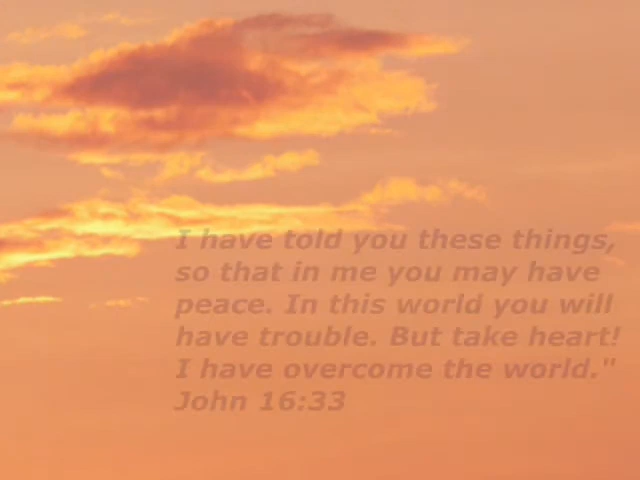 I have told you these things,
so that in me you may have
peace. In this world you will
have trouble. But take heart!
I have overcome the world."
John 16:33